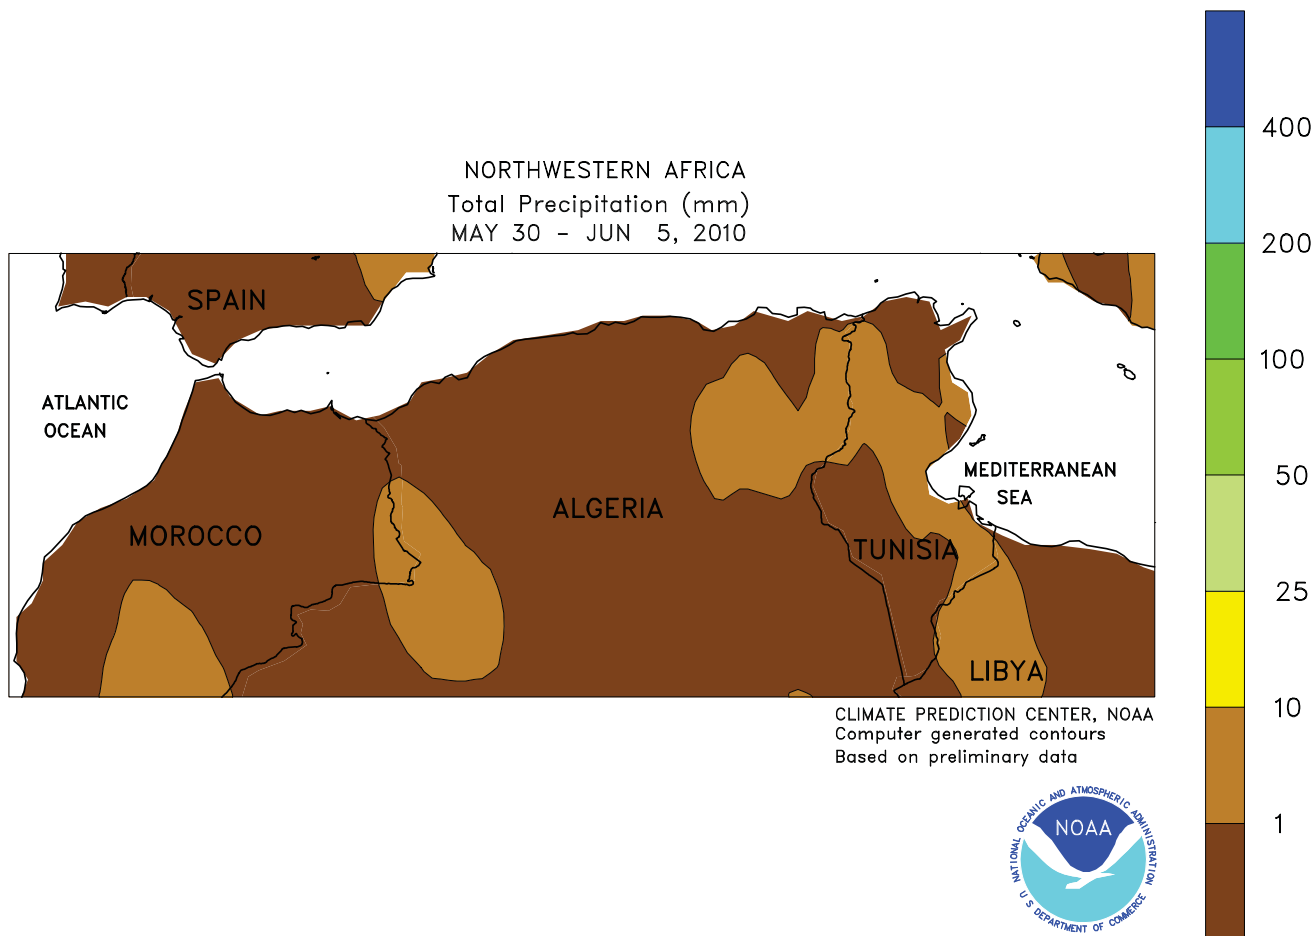 NORTHWESTERN AFRICA
Total Precipitation (mm)
MAY 30 - JUN 5, 2010
SPAIN
ATLANTIC
OCEAN
MOROCCO
ALGERIA
TUNISIA
LIBYA
MEDITERRANEAN
SEA
400
200
100
50
25
10
1
CLIMATE PREDICTION CENTER, NOAA
Computer generated contours
Based on preliminary data
NATIONAL OCEANIC AND ATMOSPHERIC ADMINISTRATION
NOAA
U S DEPARTMENT OF COMMERCE